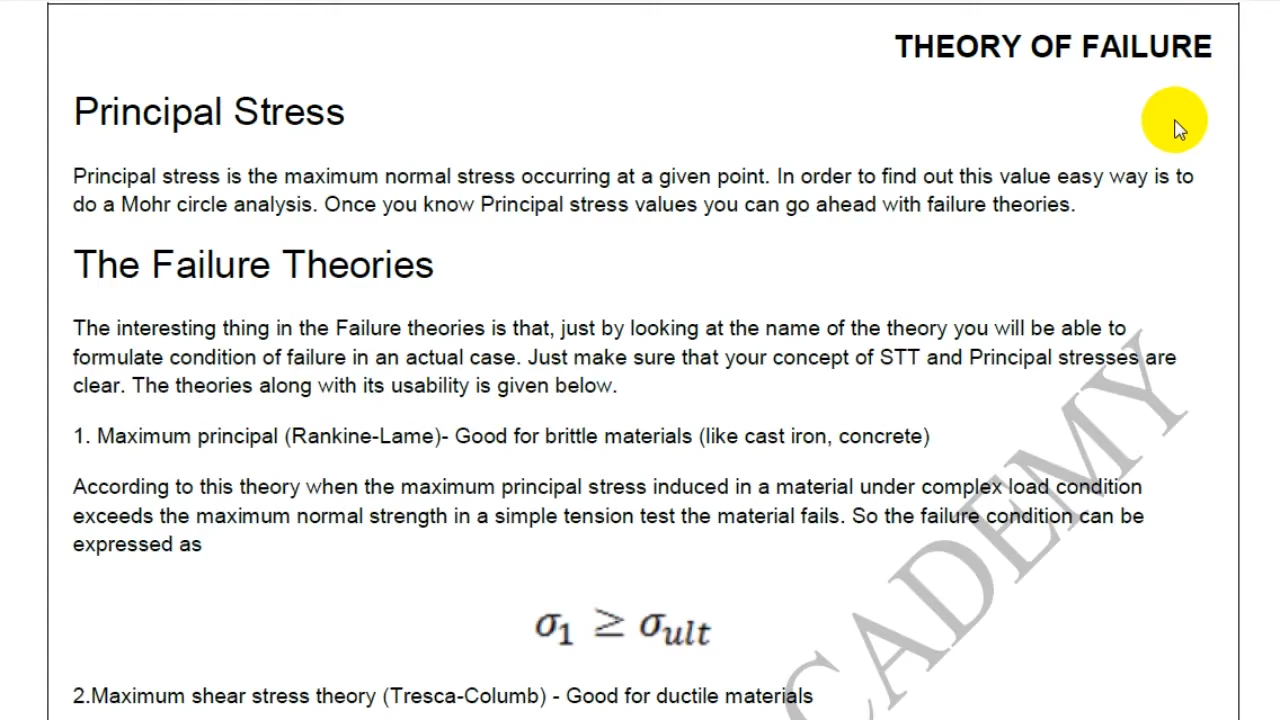 THEORY OF FAILURE
Principal Stress
Principal stress is the maximum normal stress occurring at a given point. In order to find out this value easy way is to
do a Mohr circle analysis. Once you know Principal stress values you can go ahead with failure theories.
The Failure Theories
The interesting thing in the Failure theories is that, just by looking at the name of the theory you will be able to
formulate condition of failure in an actual case. Just make sure that your concept of STT and Principal stresses are
clear. The theories along with its usability is given below.
1. Maximum principal (Rankine-Lame)- Good for brittle materials (like cast iron, concrete)
According to this theory when the maximum principal stress induced in a material under complex load condition
exceeds the maximum normal strength in a simple tension test the material fails. So the failure condition can be
expressed as
σ1 ≥ σult
2.Maximum shear stress theory (Tresca-Columb) - Good for ductile materials
CADEMY